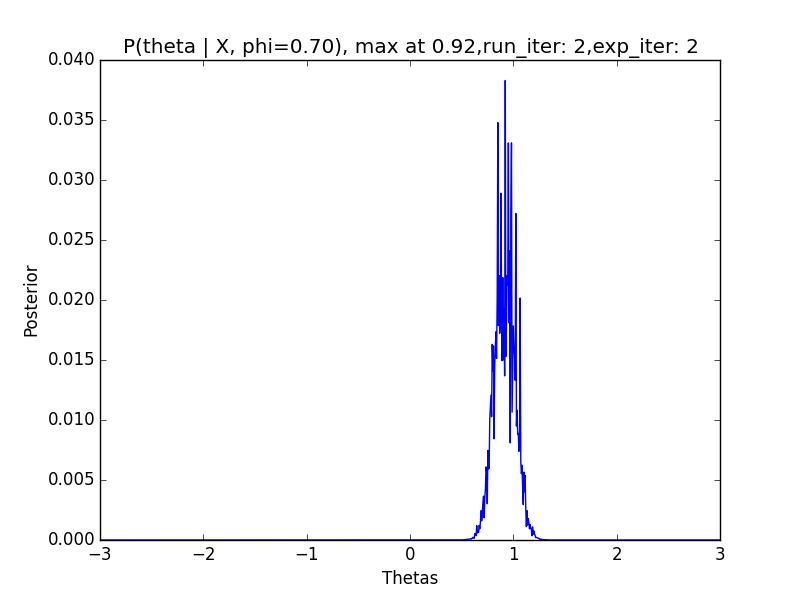 P(theta | X, phi=0.70), max at 0.92,run_iter: 2,exp_iter: 2
0.040
0.035
0.030
0.025
0.020
0.015
0.010
0.005
0.000
Posterior
−3 −2 −1 0 1 2 3
Thetas